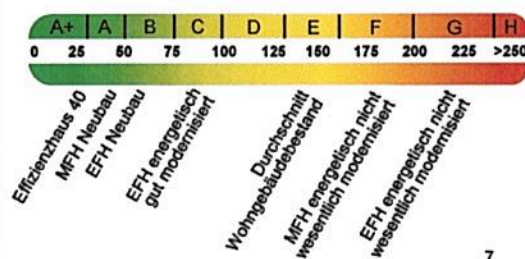 A+ A B C D E F G H
0 25 50 75 100 125 150 175 200 225 >250
Effizienzhaus 40
MFH Neubau
EFH Neubau
EFH energetisch
gut modernisiert
Durchschnitt
Wohngebäudebestand
MFH energetisch nicht
wesentlich modernisiert
EFH energetisch nicht
wesentlich modernisiert
7